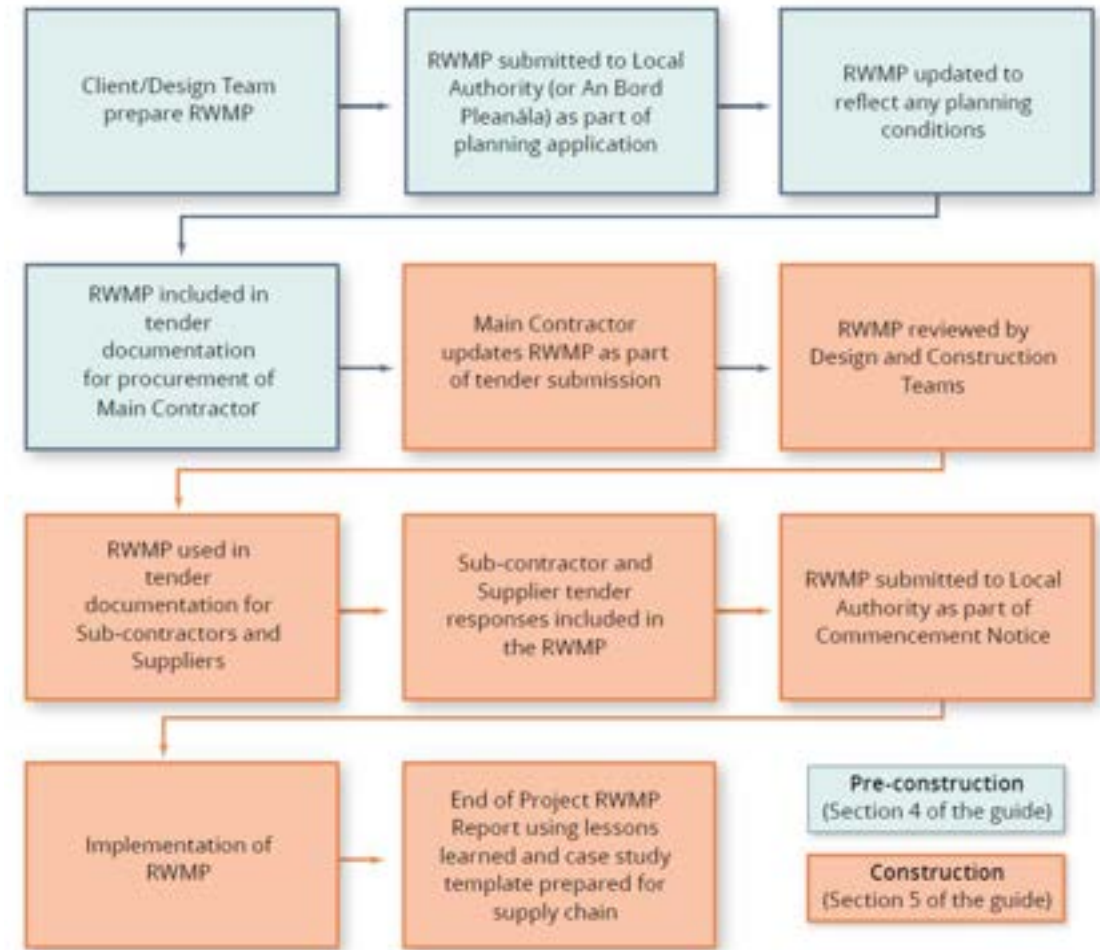 Client/Design Team
prepare RWMP
RWMP submitted to Local
Authority (or An Bord
Pleanála) as part of
planning application
RWMP updated to
reflect any planning
conditions
RWMP included in
tender
documentation
for procurement of
Main Contractor
Main Contractor
updates RWMP as part
of tender submission
RWMP reviewed by
Design and Construction
Teams
RWMP used in
tender
documentation for
Sub-contractors and
Suppliers
Sub-contractor and
Supplier tender
responses included in
the RWMP
RWMP submitted to Local
Authority as part of
Commencement Notice
Implementation of
RWMP
End of Project RWMP
Report using lessons
learned and case study
template prepared for
supply chain
Pre-construction
(Section 4 of the guide)
Construction
(Section 5 of the guide)